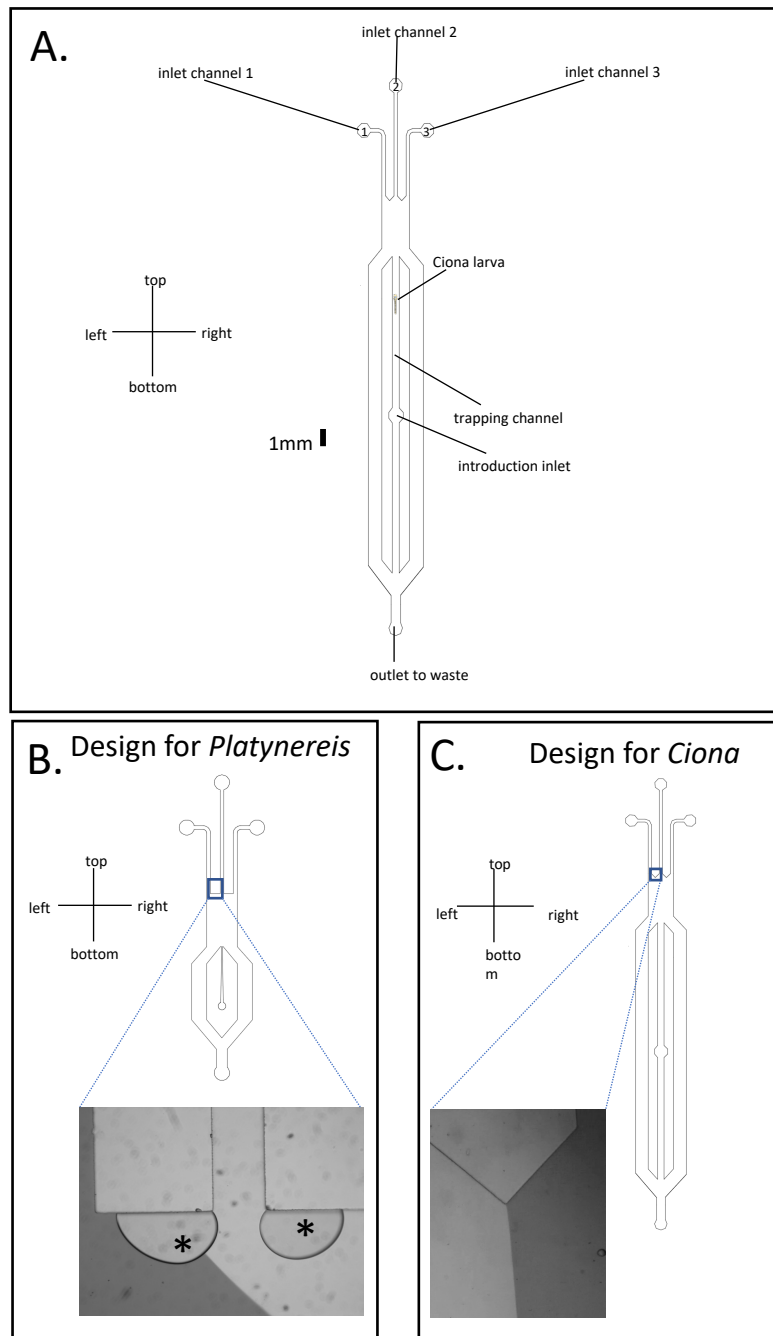 A.
inlet channel 2
inlet channel 1
inlet channel 3
2
1
3
Ciona larva
top
left
right
bottom
trapping channel
1mm
introduction inlet
outlet to waste
B.
Design for Platynereis
top
left
right
bottom
*
*
C.
Design for Ciona
top
left
right
botto
m